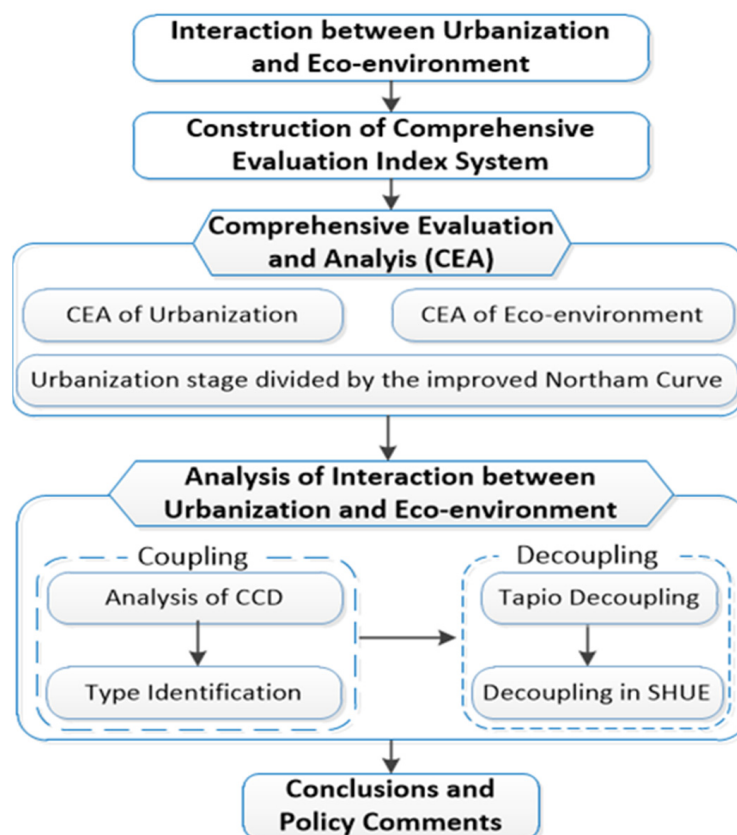 Interaction between Urbanization
and Eco-environment
Construction of Comprehensive
Evaluation Index System
Comprehensive Evaluation
and Analyis (CEA)
CEA of Urbanization
CEA of Eco-environment
Urbanization stage divided by the improved Northam Curve
Analysis of Interaction between
Urbanization and Eco-environment
Coupling
Analysis of CCD
Type Identification
Decoupling
Tapio Decoupling
Decoupling in SHUE
Conclusions and
Policy Comments